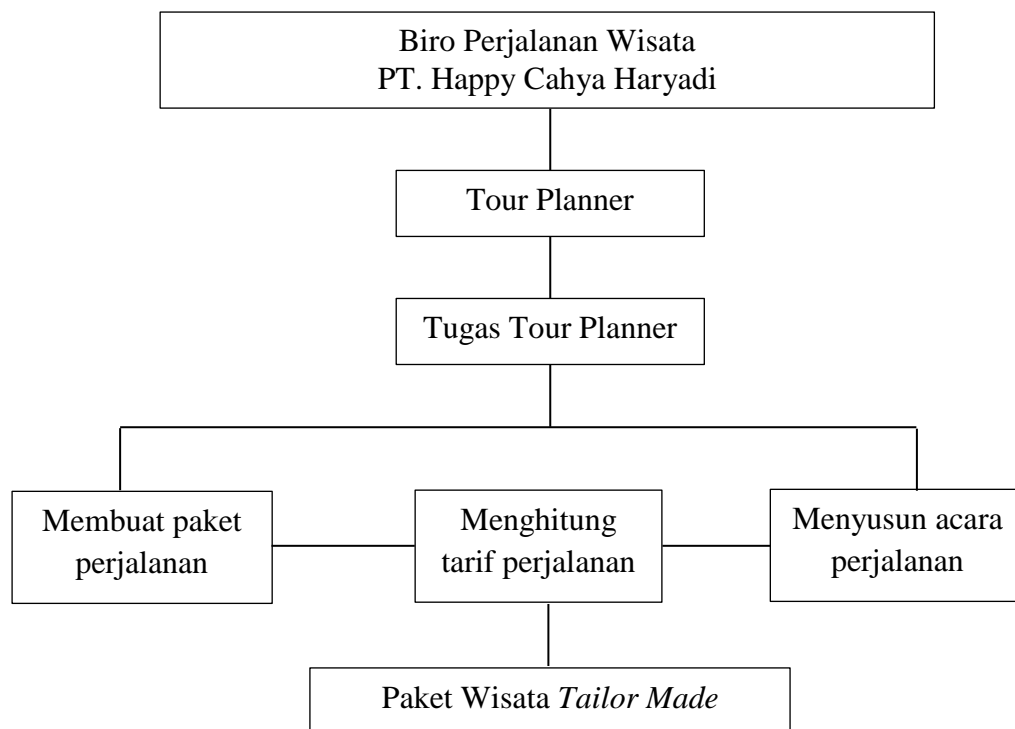 Biro Perjalanan Wisata
PT. Happy Cahya Haryadi
Tour Planner
Tugas Tour Planner
Membuat paket
perjalanan
Menghitung
tarif perjalanan
Menyusun acara
perjalanan
Paket Wisata Tailor Made